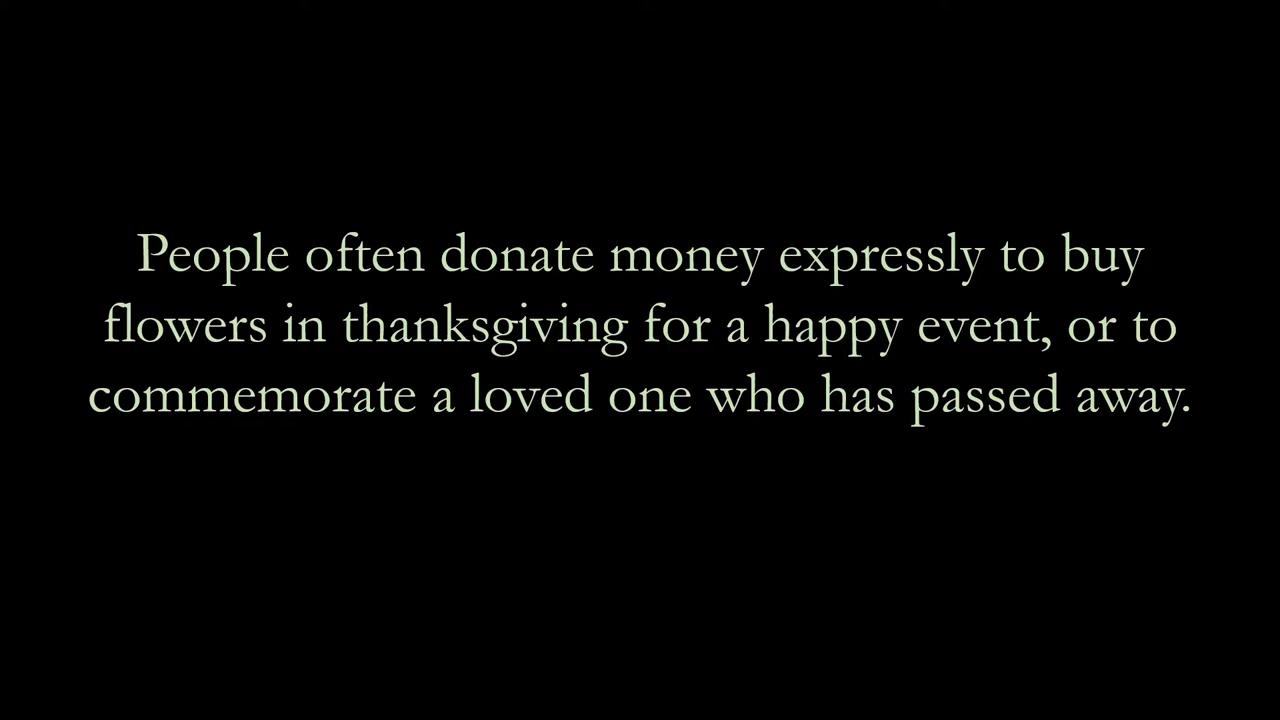 People often donate money expressly to buy
flowers in thanksgiving for a happy event, or to
commemorate a loved one who has passed away.